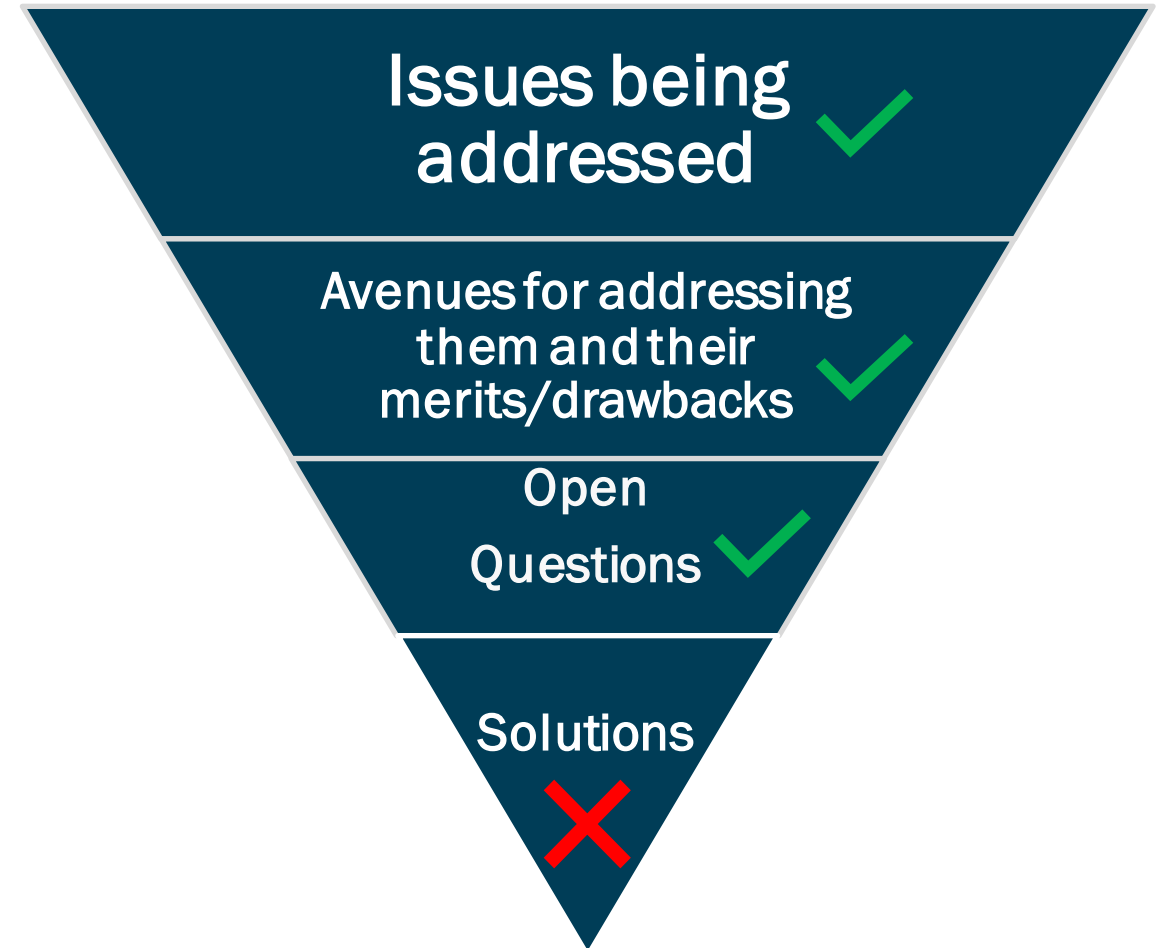 Issues being
addressed
Avenues for addressing
them and their
merits/drawbacks
Open
Questions
Solutions